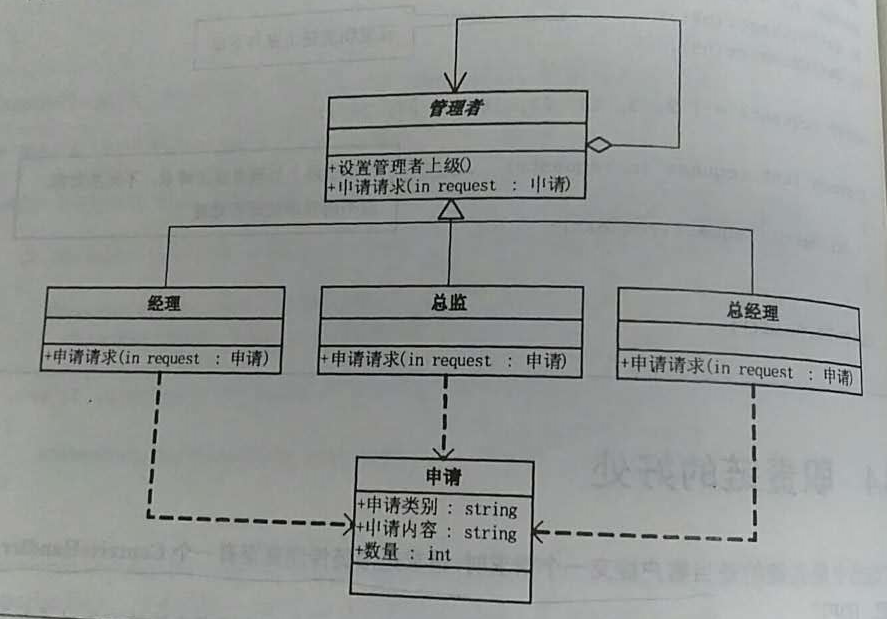 管理者
+设置管理者上级()
+申请请求(in request : 申请)
经理
+申请请求(in request : 申请)
总监
+申请请求(in request : 申请)
总经理
+申请请求(in request : 申请)
申请
+申请类别 : string
+申请内容 : string
+数量 : int